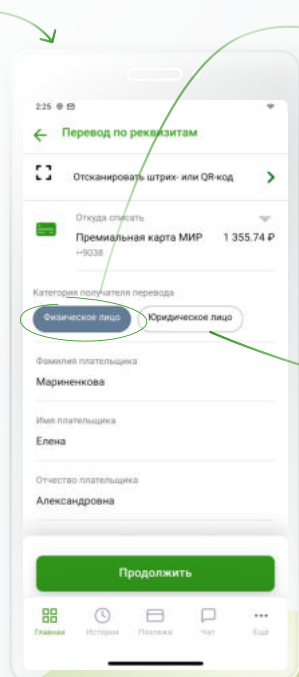 2:25
Перевод по реквизитам
Отсканировать штрих- или QR-код
Откуда списать
Премиальная карта МИР 1 355.74 ₽
··9038
Категория получателя перевода
Физическое лицо Юридическое лицо
Фамилия плательщика
Мариненкова
Имя плательщика
Елена
Отчество плательщика
Александровна
Продолжить
Главная История Платежи Чат Ещё